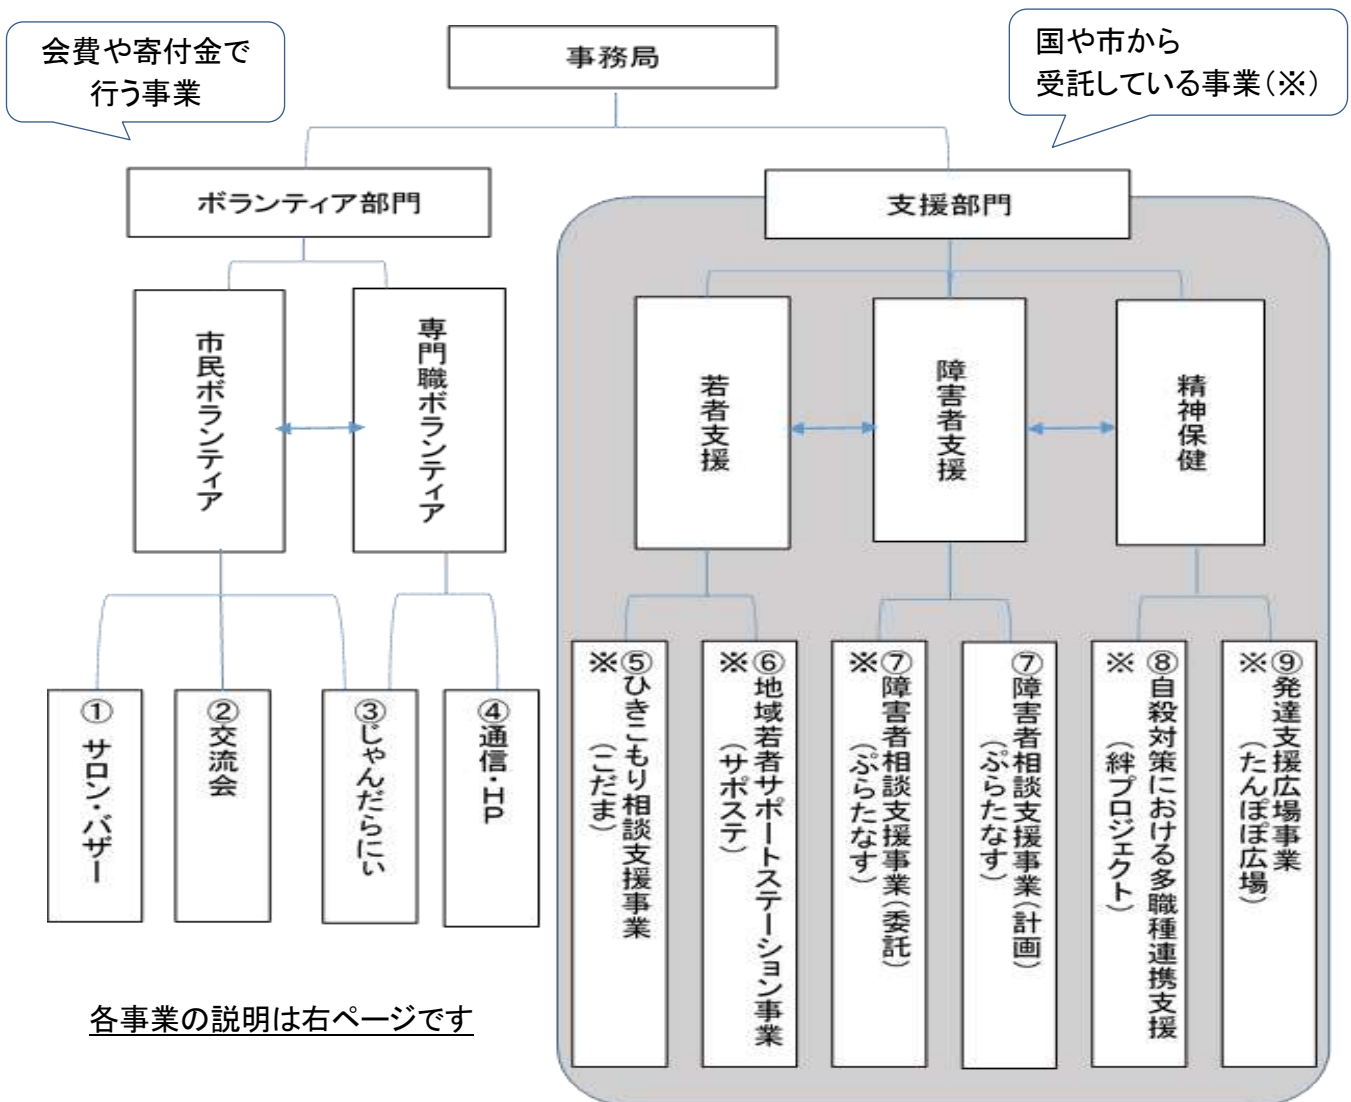 会費や寄付金で
行う事業
事務局
国や市から
受託している事業(※)
ボランティア部門
支援部門
市民ボランティア
専門職ボランティア
若者支援
障害者支援
精神保健
①サロン・バザー
②交流会
③じゃんだらにい
④通信・HP
⑤ひきこもり相談支援事業
※(こだま)
⑥地域若者サポートステーション事業
※(サポステ)
⑦障害者相談支援事業(委託)
※(ぷらたなす)
⑦障害者相談支援事業(計画)
(ぷらたなす)
⑧自殺対策における多職種連携支援
※(絆プロジェクト)
⑨発達支援広場事業
※(たんぽぽ広場)
各事業の説明は右ページです